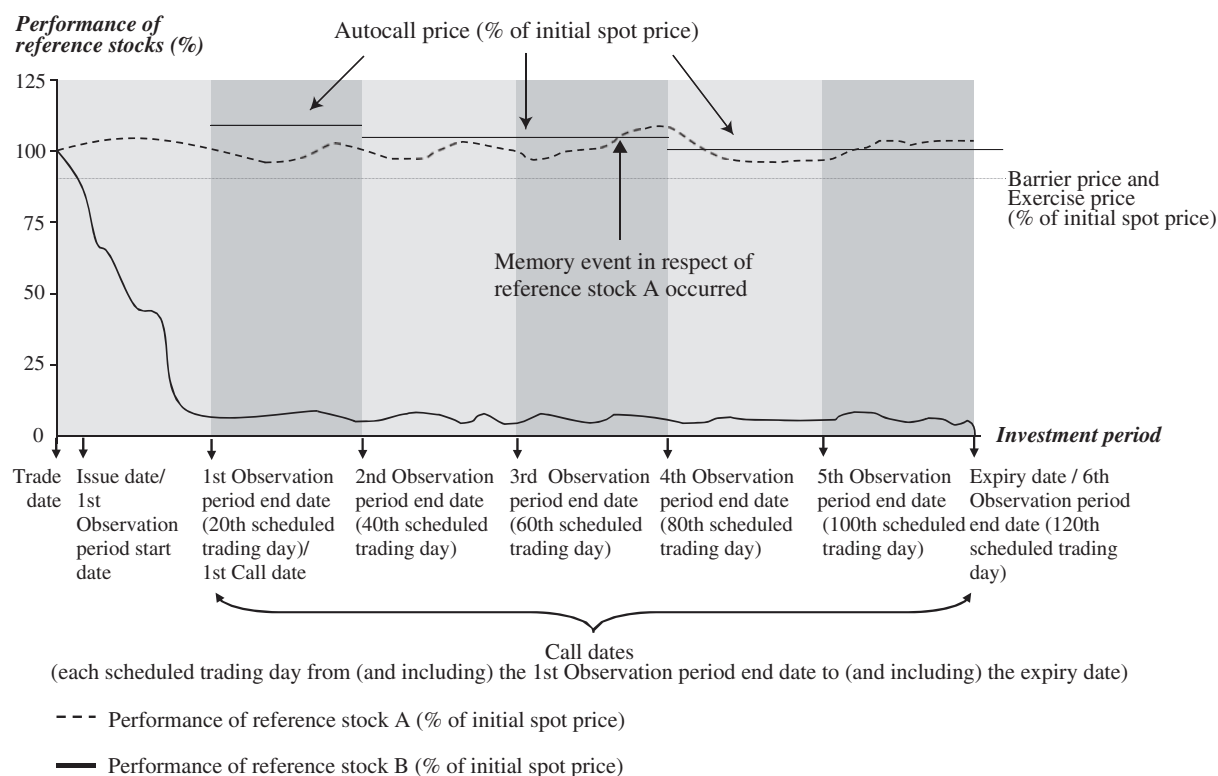 Performance of
reference stocks (%)
Autocall price (% of initial spot price)
125
100
75
50
25
0
Barrier price and
Exercise price
(% of initial spot price)
Memory event in respect of
reference stock A occurred
Investment period
Trade
date
Issue date/
1st
Observation
period start
date
1st Observation
period end date
(20th scheduled
trading day)/
1st Call date
2nd Observation
period end date
(40th scheduled
trading day)
3rd Observation
period end date
(60th scheduled
trading day)
4th Observation
period end date
(80th scheduled
trading day)
5th Observation
period end date
(100th scheduled
trading day)
Expiry date / 6th
Observation period
end date (120th
scheduled trading
day)
Call dates
(each scheduled trading day from (and including) the 1st Observation period end date to (and including) the expiry date)
Performance of reference stock A (% of initial spot price)
Performance of reference stock B (% of initial spot price)